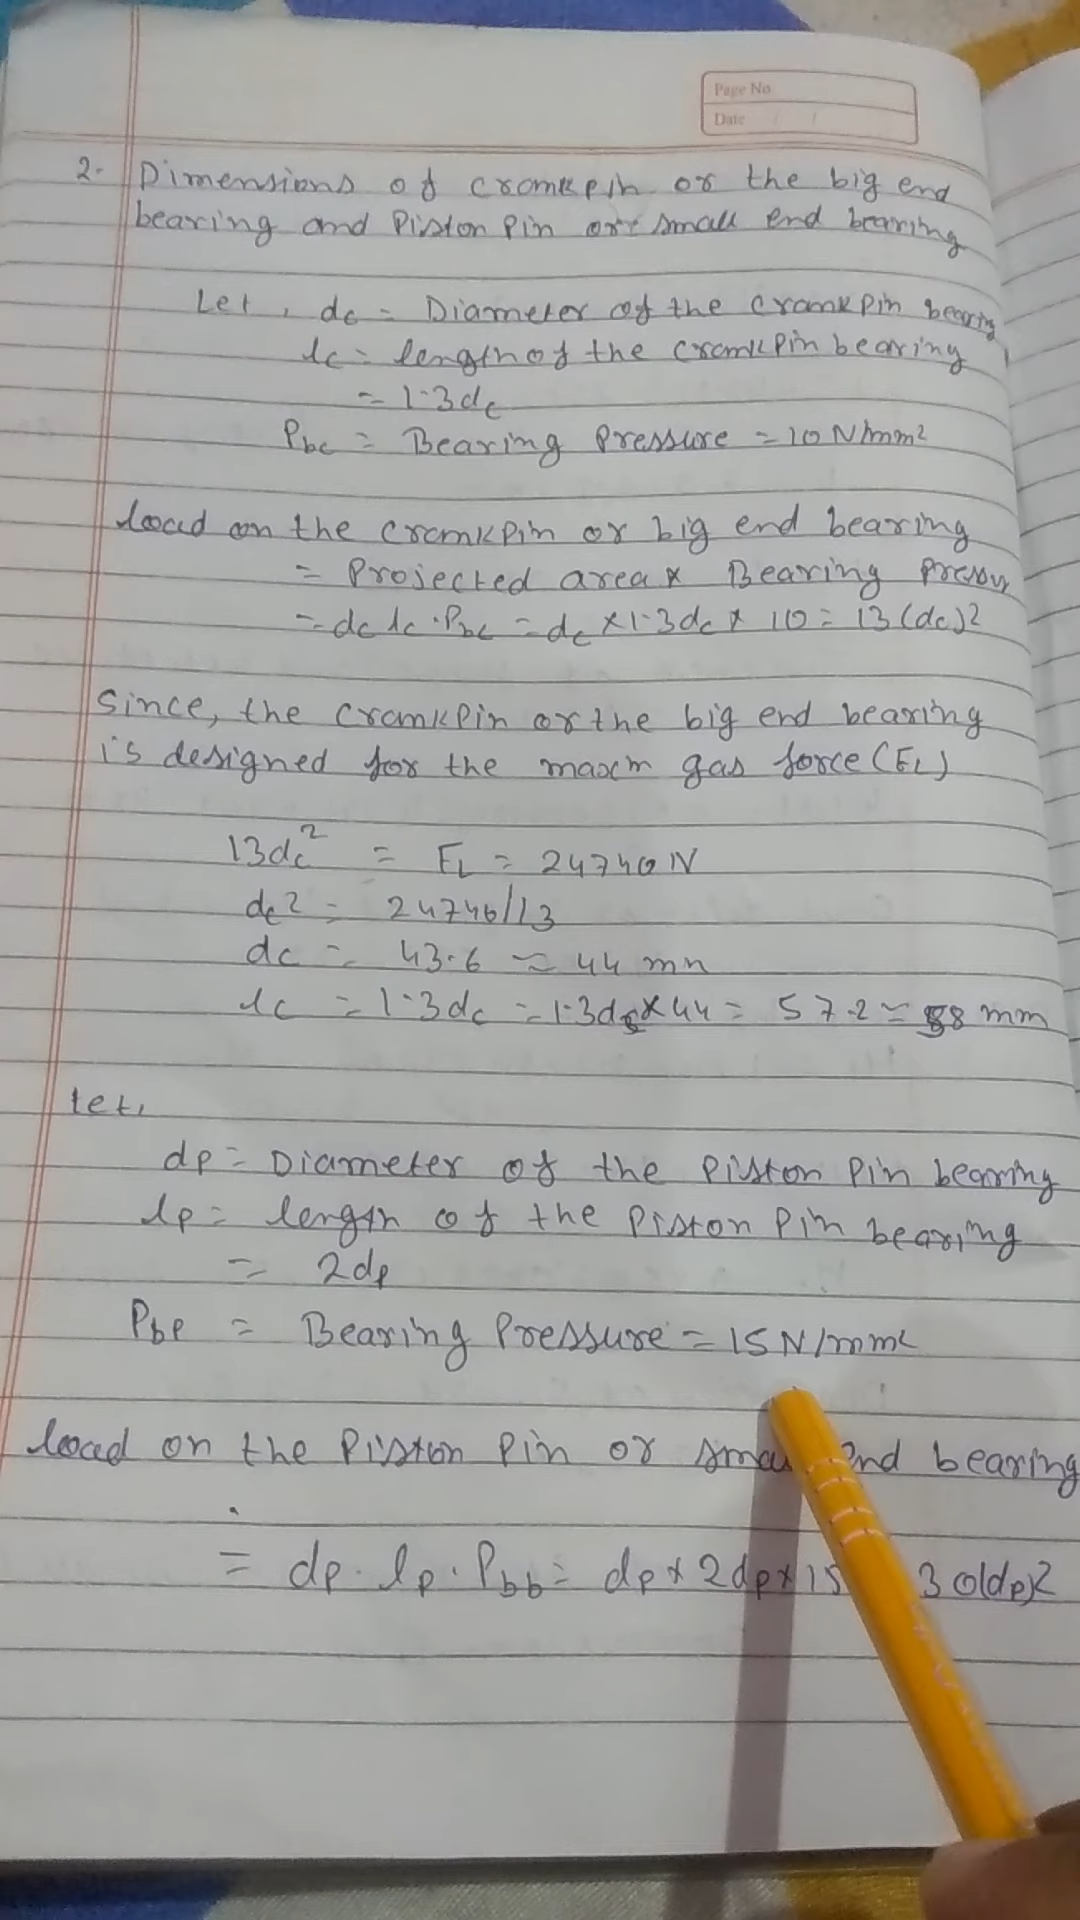 Page No
Date / /
2. Dimensions of crankpin or the big end
bearing and Piston Pin or small end bearing
Let, dc = Diameter of the crankpin bearing
lc = length of the crankpin bearing
= 1.3dc
Pbc = Bearing Pressure = 10 N/mm²
load on the crankpin or big end bearing
= Projected area x Bearing Pressur
= dc lc . Pbc = dc x 1.3dc x 10 = 13 (dc)2
Since, the crankpin or the big end bearing
is designed for the maxm gas force (FL)
13dc² = FL = 24740 N
dc2 = 24740/13
dc = 43.6 ≈ 44 mm
lc = 1.3dc = 1.3dc x 44 = 57.2 ≈ 58 mm
Let,
dp = Diameter of the Piston Pin bearing
lp = length of the Piston Pin bearing
= 2dp
Pbp = Bearing Pressure = 15 N/mm²
load on the Piston Pin or small end bearing
= dp . lp . Pbb = dp x 2dp x 15 30(dp)2